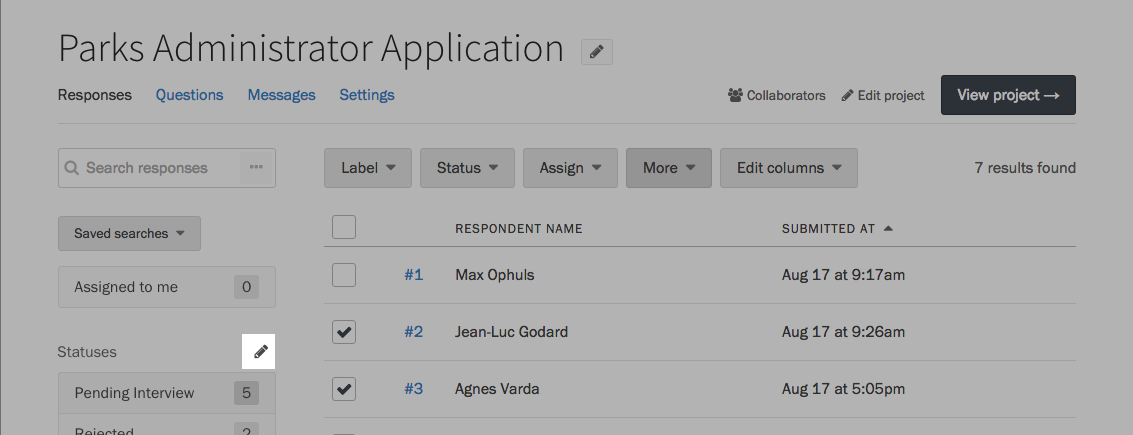 Parks Administrator Application
Responses Questions Messages Settings Collaborators Edit project View project →
Search responses ••• Label Status Assign More Edit columns 7 results found
Saved searches RESPONDENT NAME SUBMITTED AT
Assigned to me 0 #1 Max Ophuls Aug 17 at 9:17am
Statuses #2 Jean-Luc Godard Aug 17 at 9:26am
Pending Interview 5 #3 Agnes Varda Aug 17 at 5:05pm
Rejected 2